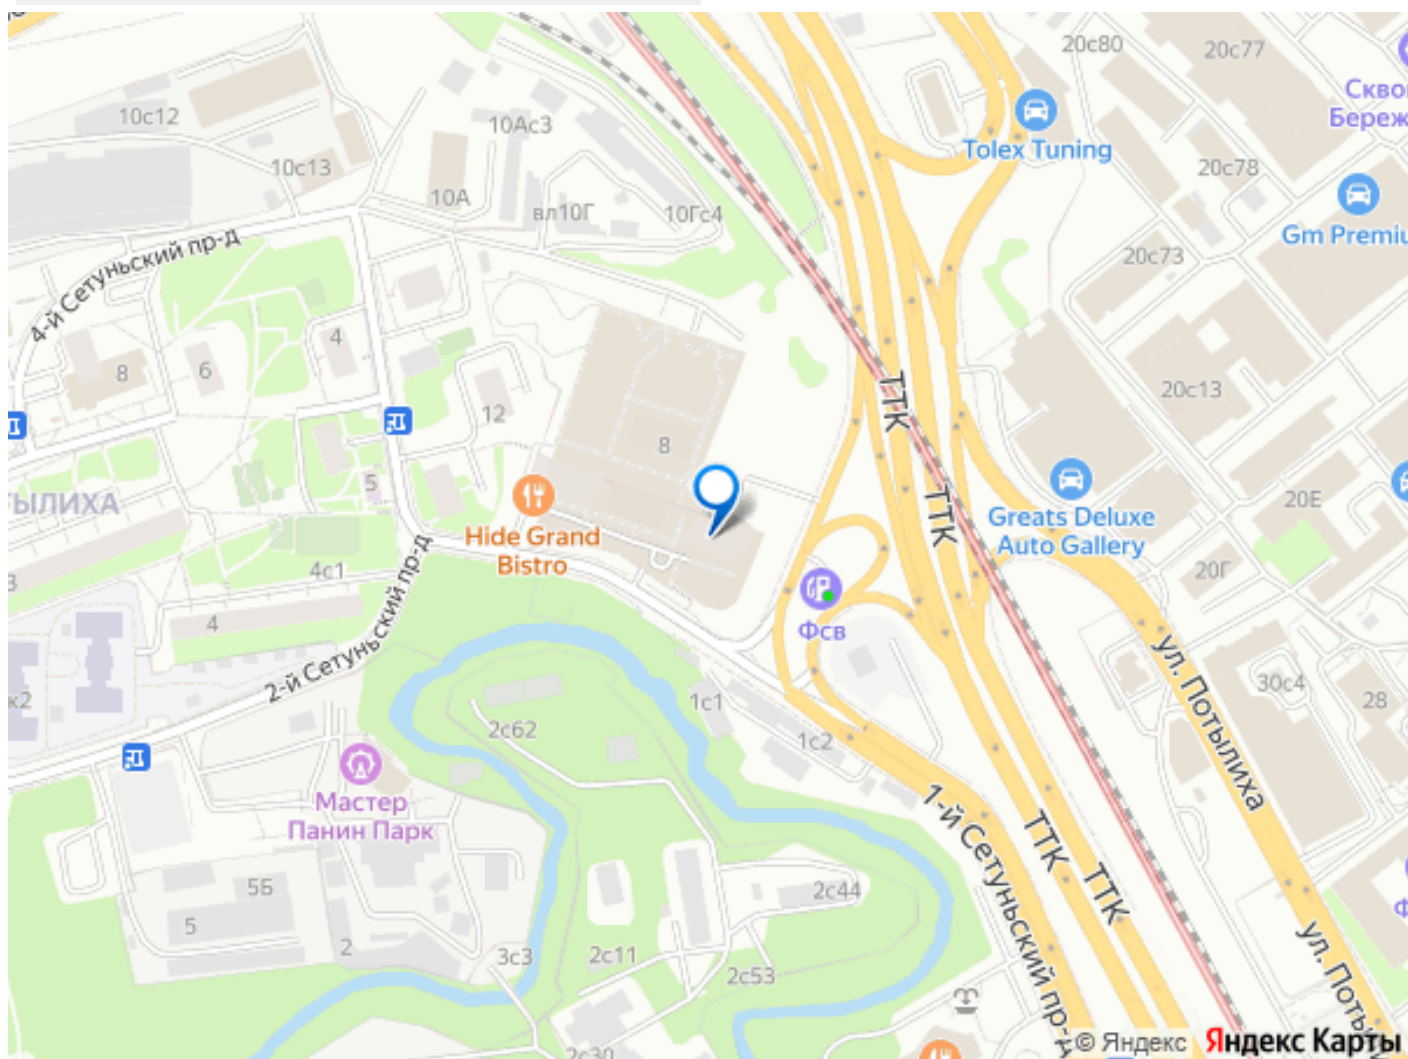 20с80
20с77
10с12
Tolex Tuning
10Ас3
10с13
20с78
10А
вл10Г
10Гс4
Gm Premiu
4-й Сетуньский пр-д
20с73
4
8
6
ТТК
20с13
12
8
5
ТЫЛИХА
Hide Grand
Bistro
ТТК
Greats Deluxe
Auto Gallery
20Е
4с1
20Г
4
Фсв
2-й Сетуньский пр-д
к2
1с1
30с4
28
ул. Потылиха
2с62
1с2
Мастер
Панин Парк
1-й Сетуньский пр-д
ТТК
ТТК
5Б
5
2
2с44
3с3
2с11
2с53
ул. Поты
2с30
© Яндекс
Яндекс Карты